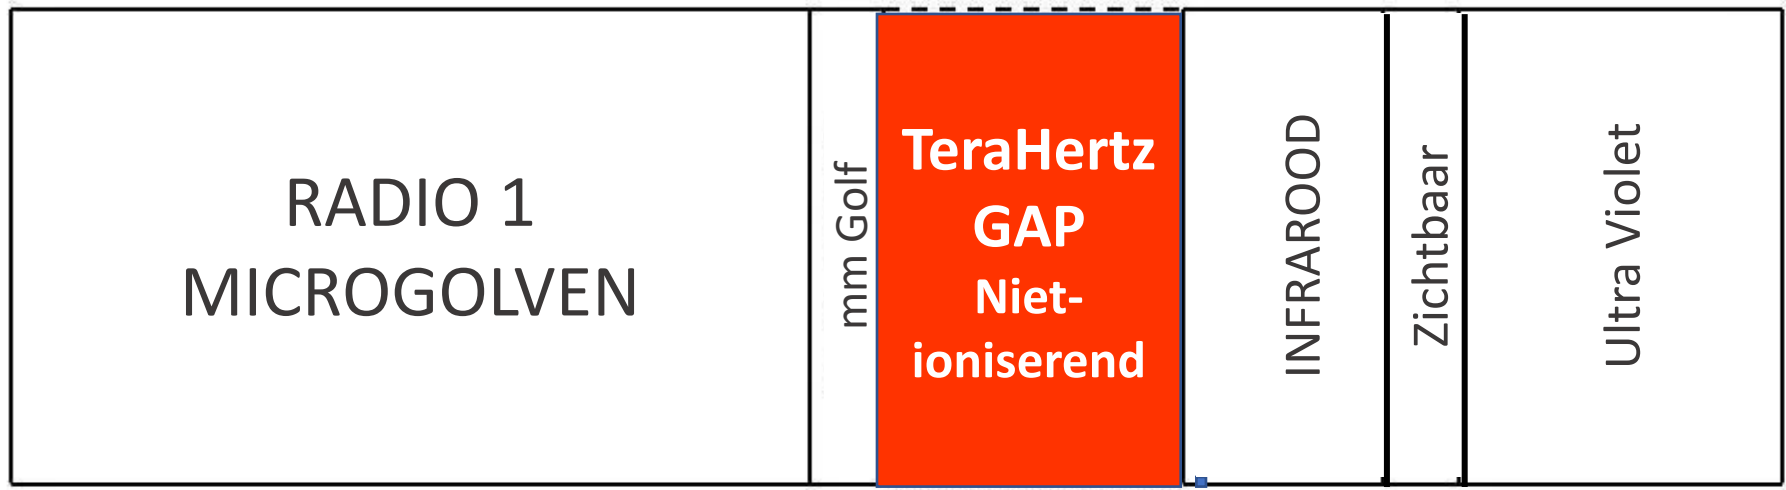 RADIO 1
MICROGOLVEN
mm Golf
TeraHertz
GAP
Niet-
ioniserend
INFRAROOD
Zichtbaar
Ultra Violet